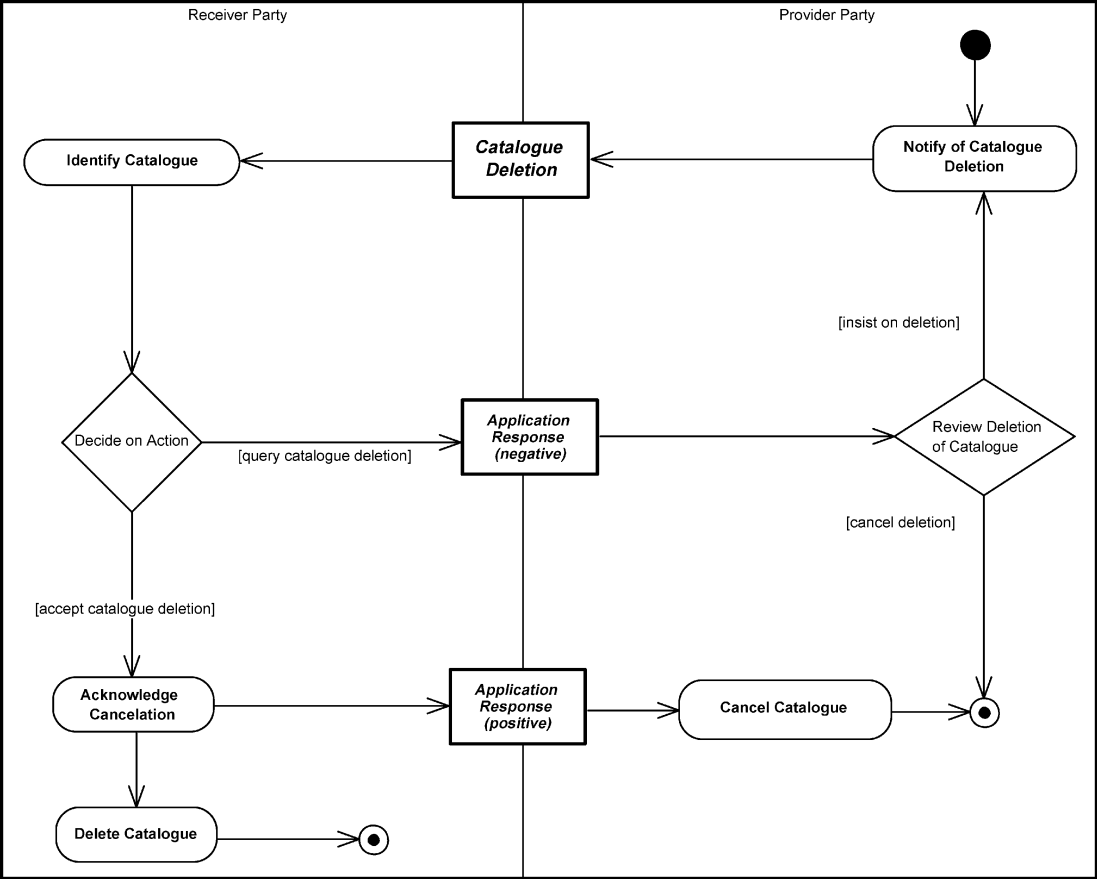 Receiver Party
Provider Party
Identify Catalogue
Catalogue
Deletion
Notify of Catalogue
Deletion
[insist on deletion]
Decide on Action
[query catalogue deletion]
Application
Response
(negative)
Review Deletion
of Catalogue
[cancel deletion]
[accept catalogue deletion]
Acknowledge
Cancelation
Application
Response
(positive)
Cancel Catalogue
Delete Catalogue